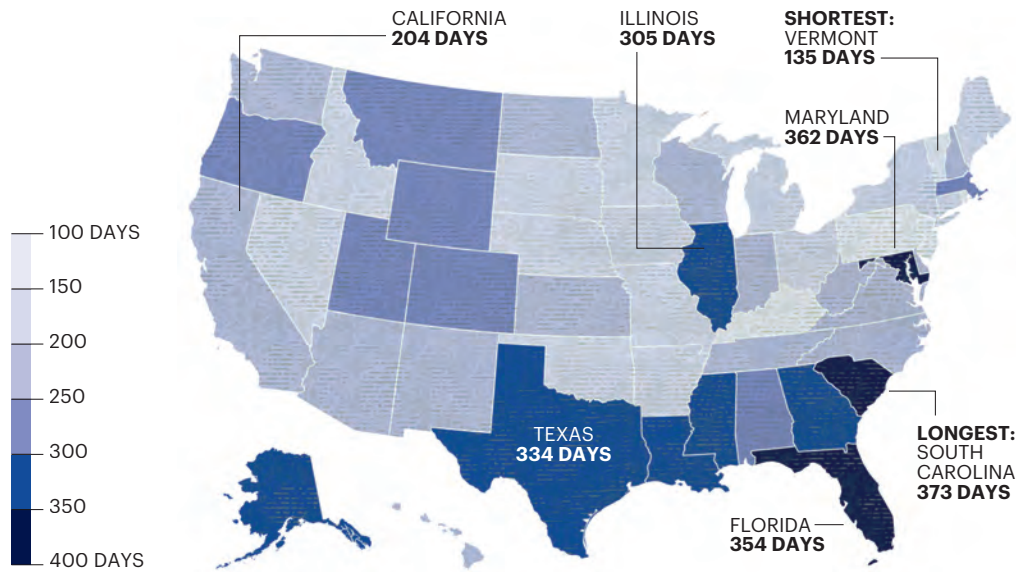 CALIFORNIA
204 DAYS
ILLINOIS
305 DAYS
SHORTEST:
VERMONT
135 DAYS
MARYLAND
362 DAYS
100 DAYS
150
200
250
300
350
400 DAYS
TEXAS
334 DAYS
LONGEST:
SOUTH
CAROLINA
373 DAYS
FLORIDA
354 DAYS